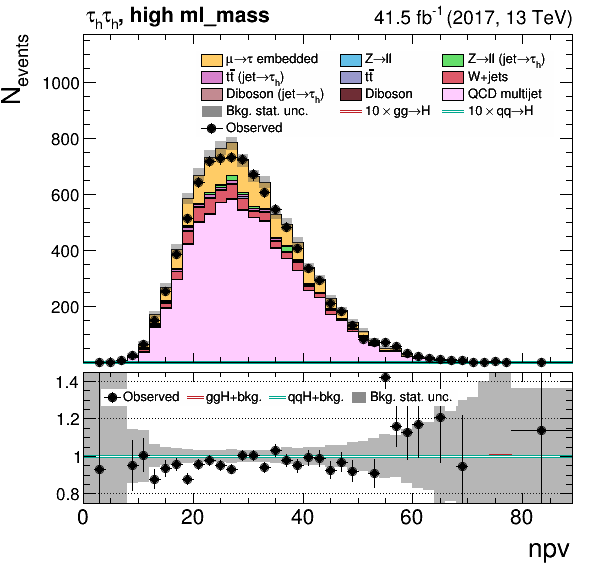 τhτh, high ml_mass 41.5 fb⁻¹ (2017, 13 TeV)
Nevents
1000
800
600
400
200
μ→τ embedded Z→ll Z→ll (jet→τh)
tt̄ (jet→τh) tt̄ W+jets
Diboson (jet→τh) Diboson QCD multijet
Bkg. stat. unc. 10 × gg→H 10 × qq→H
Observed
1.4
1.2
1
0.8
Observed ggH+bkg. qqH+bkg. Bkg. stat. unc.
0 20 40 60 80
npv